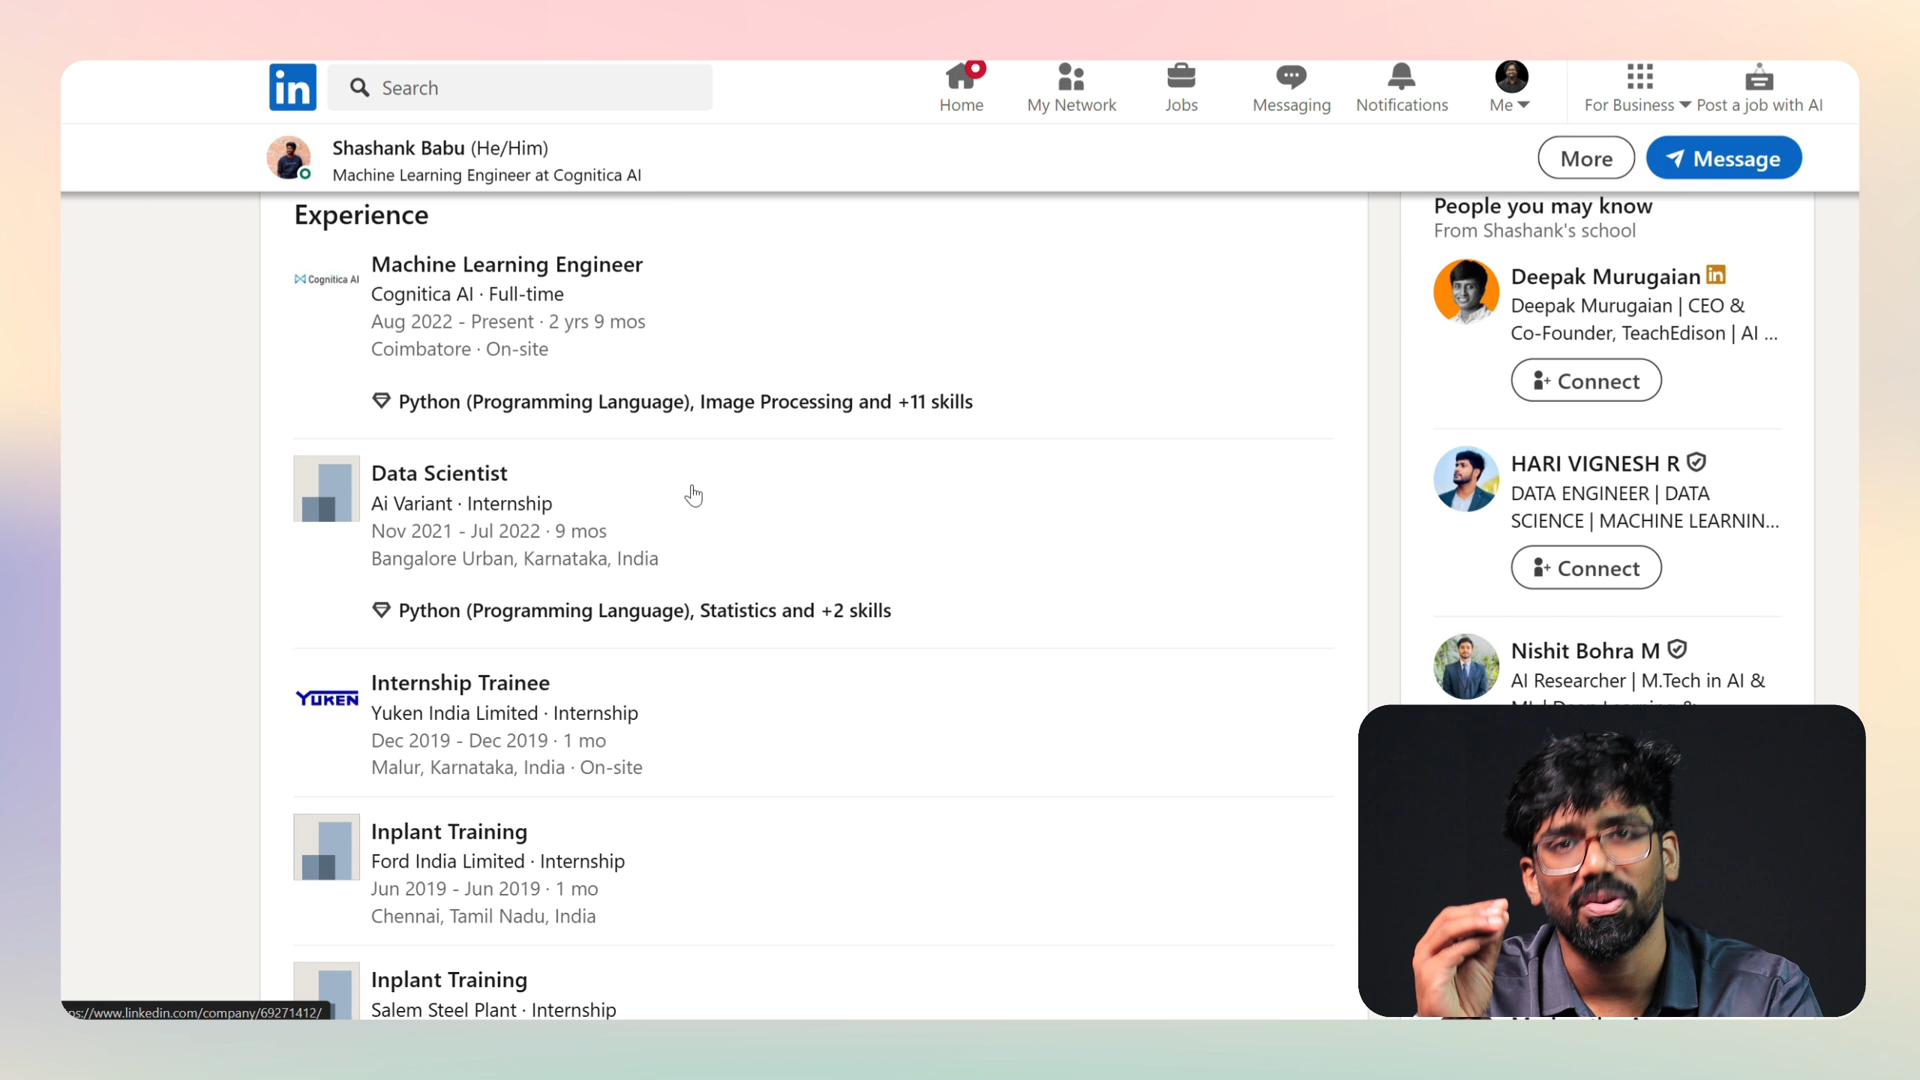 in
Search
Home
My Network
Jobs
Messaging
Notifications
Me
For Business
Post a job with AI
Shashank Babu (He/Him)
Machine Learning Engineer at Cognitica AI
More
Message
Experience
Cognitica AI
Machine Learning Engineer
Cognitica AI · Full-time
Aug 2022 - Present · 2 yrs 9 mos
Coimbatore · On-site
Python (Programming Language), Image Processing and +11 skills
Data Scientist
Ai Variant · Internship
Nov 2021 - Jul 2022 · 9 mos
Bangalore Urban, Karnataka, India
Python (Programming Language), Statistics and +2 skills
YUKEN
Internship Trainee
Yuken India Limited · Internship
Dec 2019 - Dec 2019 · 1 mo
Malur, Karnataka, India · On-site
Inplant Training
Ford India Limited · Internship
Jun 2019 - Jun 2019 · 1 mo
Chennai, Tamil Nadu, India
Inplant Training
Salem Steel Plant · Internship
ps://www.linkedin.com/company/69271412/
People you may know
From Shashank's school
Deepak Murugaian in
Deepak Murugaian | CEO &
Co-Founder, TeachEdison | AI ...
Connect
HARI VIGNESH R
DATA ENGINEER | DATA
SCIENCE | MACHINE LEARNIN...
Connect
Nishit Bohra M
AI Researcher | M.Tech in AI &